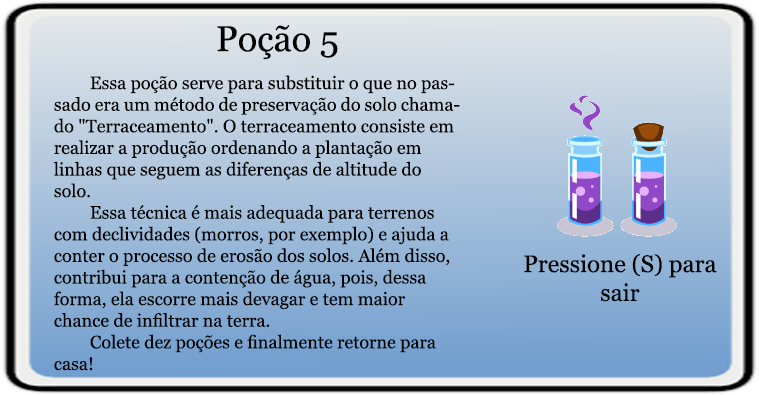 Poção 5
Essa poção serve para substituir o que no pas-
sado era um método de preservação do solo chama-
do "Terraceamento". O terraceamento consiste em
realizar a produção ordenando a plantação em
linhas que seguem as diferenças de altitude do
solo.
Essa técnica é mais adequada para terrenos
com declividades (morros, por exemplo) e ajuda a
conter o processo de erosão dos solos. Além disso,
contribui para a contenção de água, pois, dessa
forma, ela escorre mais devagar e tem maior
chance de infiltrar na terra.
Colete dez poções e finalmente retorne para
casa!
Pressione (S) para
sair